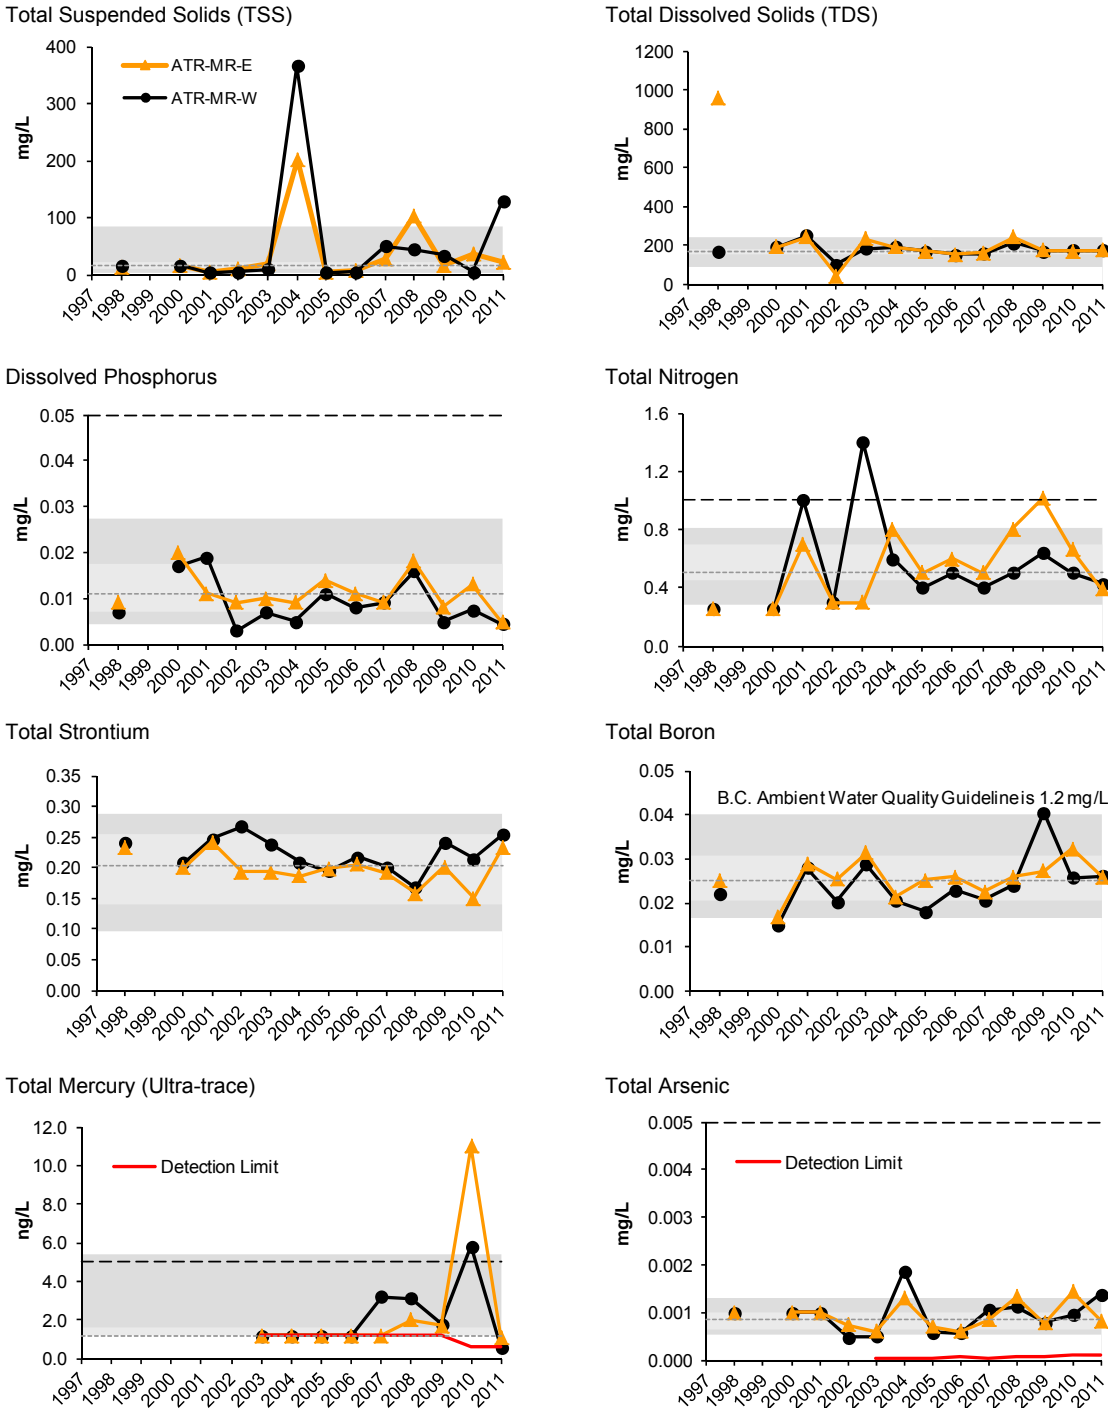 Total Suspended Solids (TSS)
400
300
200
100
0
mg/L
ATR-MR-E
ATR-MR-W
1997 1998 1999 2000 2001 2002 2003 2004 2005 2006 2007 2008 2009 2010 2011
Total Dissolved Solids (TDS)
1200
1000
800
600
400
200
0
mg/L
1997 1998 1999 2000 2001 2002 2003 2004 2005 2006 2007 2008 2009 2010 2011
Dissolved Phosphorus
0.05
0.04
0.03
0.02
0.01
0.00
mg/L
1997 1998 1999 2000 2001 2002 2003 2004 2005 2006 2007 2008 2009 2010 2011
Total Nitrogen
1.6
1.2
0.8
0.4
0.0
mg/L
1997 1998 1999 2000 2001 2002 2003 2004 2005 2006 2007 2008 2009 2010 2011
Total Strontium
0.35
0.30
0.25
0.20
0.15
0.10
0.05
0.00
mg/L
1997 1998 1999 2000 2001 2002 2003 2004 2005 2006 2007 2008 2009 2010 2011
Total Boron
0.05
0.04
0.03
0.02
0.01
0.00
mg/L
B.C. Ambient Water Quality Guideline is 1.2 mg/L
1997 1998 1999 2000 2001 2002 2003 2004 2005 2006 2007 2008 2009 2010 2011
Total Mercury (Ultra-trace)
12.0
10.0
8.0
6.0
4.0
2.0
0.0
ng/L
Detection Limit
1997 1998 1999 2000 2001 2002 2003 2004 2005 2006 2007 2008 2009 2010 2011
Total Arsenic
0.005
0.004
0.003
0.002
0.001
0.000
mg/L
Detection Limit
1997 1998 1999 2000 2001 2002 2003 2004 2005 2006 2007 2008 2009 2010 2011